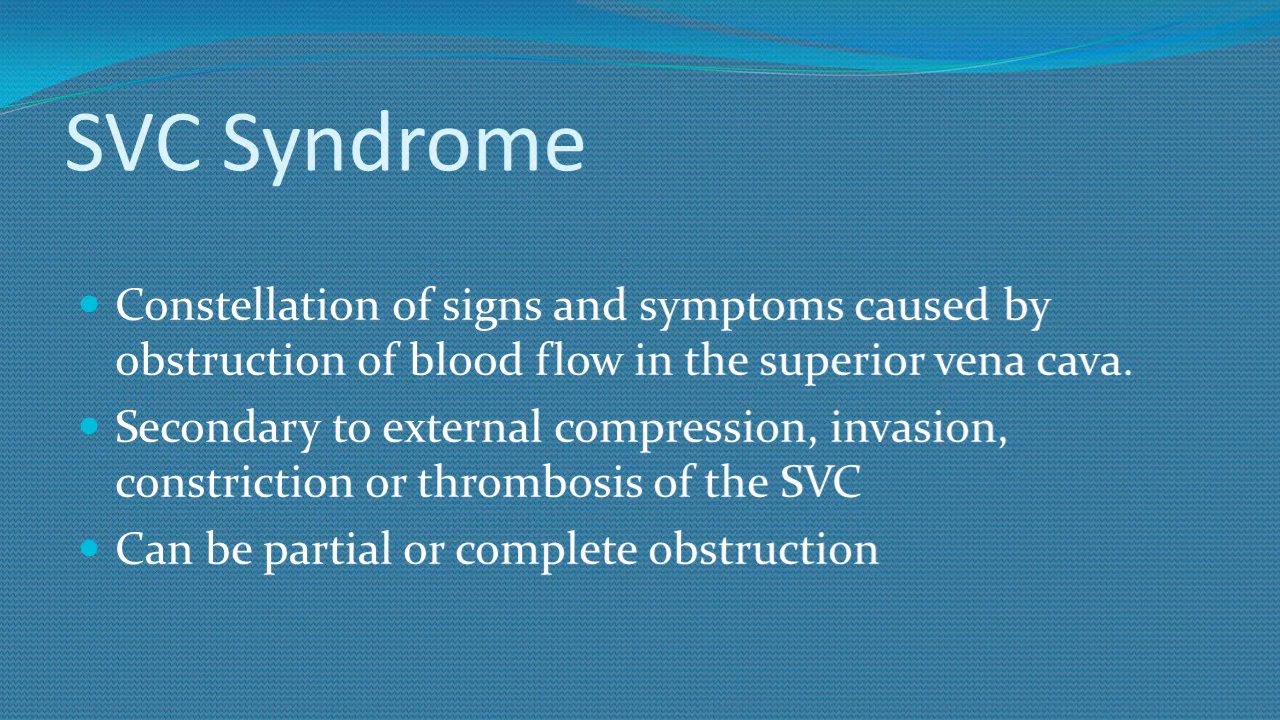 SVC Syndrome
Constellation of signs and symptoms caused by
obstruction of blood flow in the superior vena cava.
Secondary to external compression, invasion,
constriction or thrombosis of the SVC
Can be partial or complete obstruction